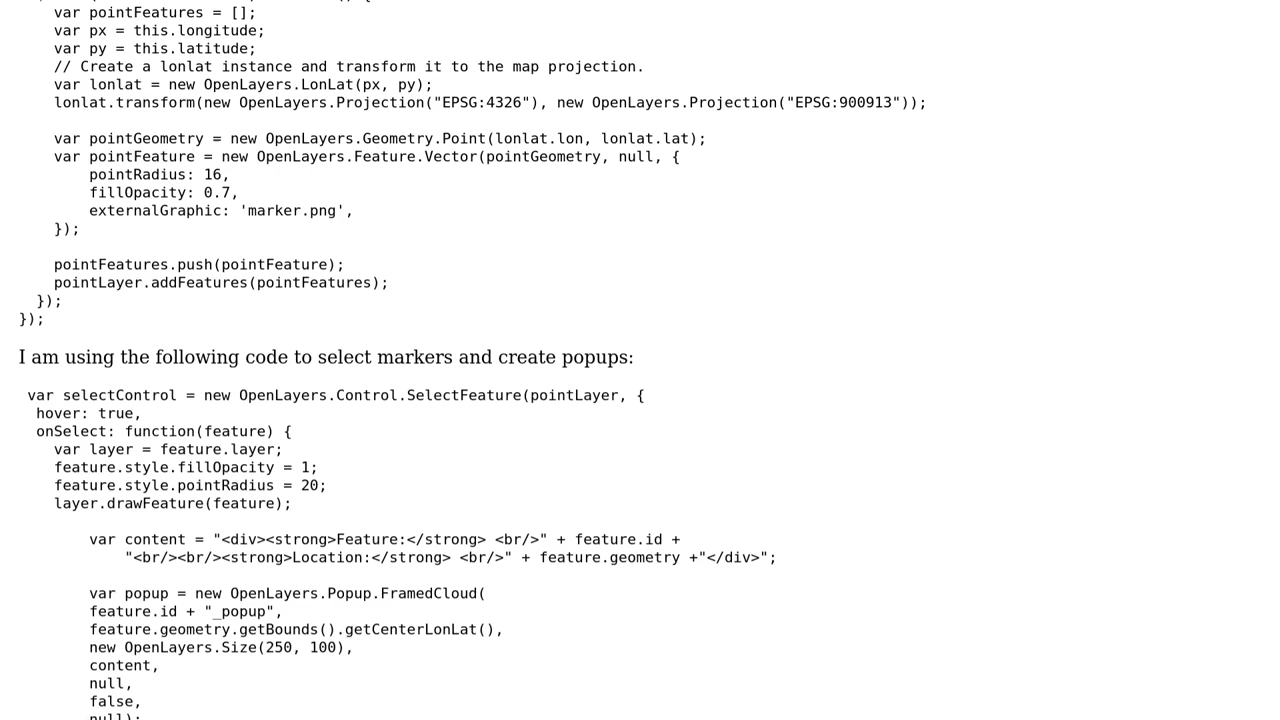 var pointFeatures = [];
var px = this.longitude;
var py = this.latitude;
// Create a lonlat instance and transform it to the map projection.
var lonlat = new OpenLayers.LonLat(px, py);
lonlat.transform(new OpenLayers.Projection("EPSG:4326"), new OpenLayers.Projection("EPSG:900913"));
var pointGeometry = new OpenLayers.Geometry.Point(lonlat.lon, lonlat.lat);
var pointFeature = new OpenLayers.Feature.Vector(pointGeometry, null, {
pointRadius: 16,
fillOpacity: 0.7,
externalGraphic: 'marker.png',
});
pointFeatures.push(pointFeature);
pointLayer.addFeatures(pointFeatures);
});
});
I am using the following code to select markers and create popups:
var selectControl = new OpenLayers.Control.SelectFeature(pointLayer, {
hover: true,
onSelect: function(feature) {
var layer = feature.layer;
feature.style.fillOpacity = 1;
feature.style.pointRadius = 20;
layer.drawFeature(feature);
var content = "<div><strong>Feature:</strong> <br/>" + feature.id +
"<br/><br/><strong>Location:</strong> <br/>" + feature.geometry +"</div>";
var popup = new OpenLayers.Popup.FramedCloud(
feature.id + "_popup",
feature.geometry.getBounds().getCenterLonLat(),
new OpenLayers.Size(250, 100),
content,
null,
false,
null);